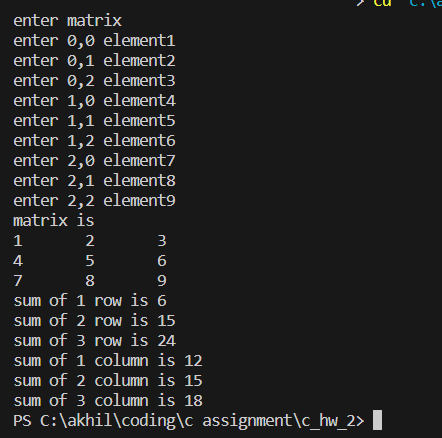 > cd "c:\a
enter matrix
enter 0,0 element1
enter 0,1 element2
enter 0,2 element3
enter 1,0 element4
enter 1,1 element5
enter 1,2 element6
enter 2,0 element7
enter 2,1 element8
enter 2,2 element9
matrix is
1 2 3
4 5 6
7 8 9
sum of 1 row is 6
sum of 2 row is 15
sum of 3 row is 24
sum of 1 column is 12
sum of 2 column is 15
sum of 3 column is 18
PS C:\akhil\coding\c assignment\c_hw_2>